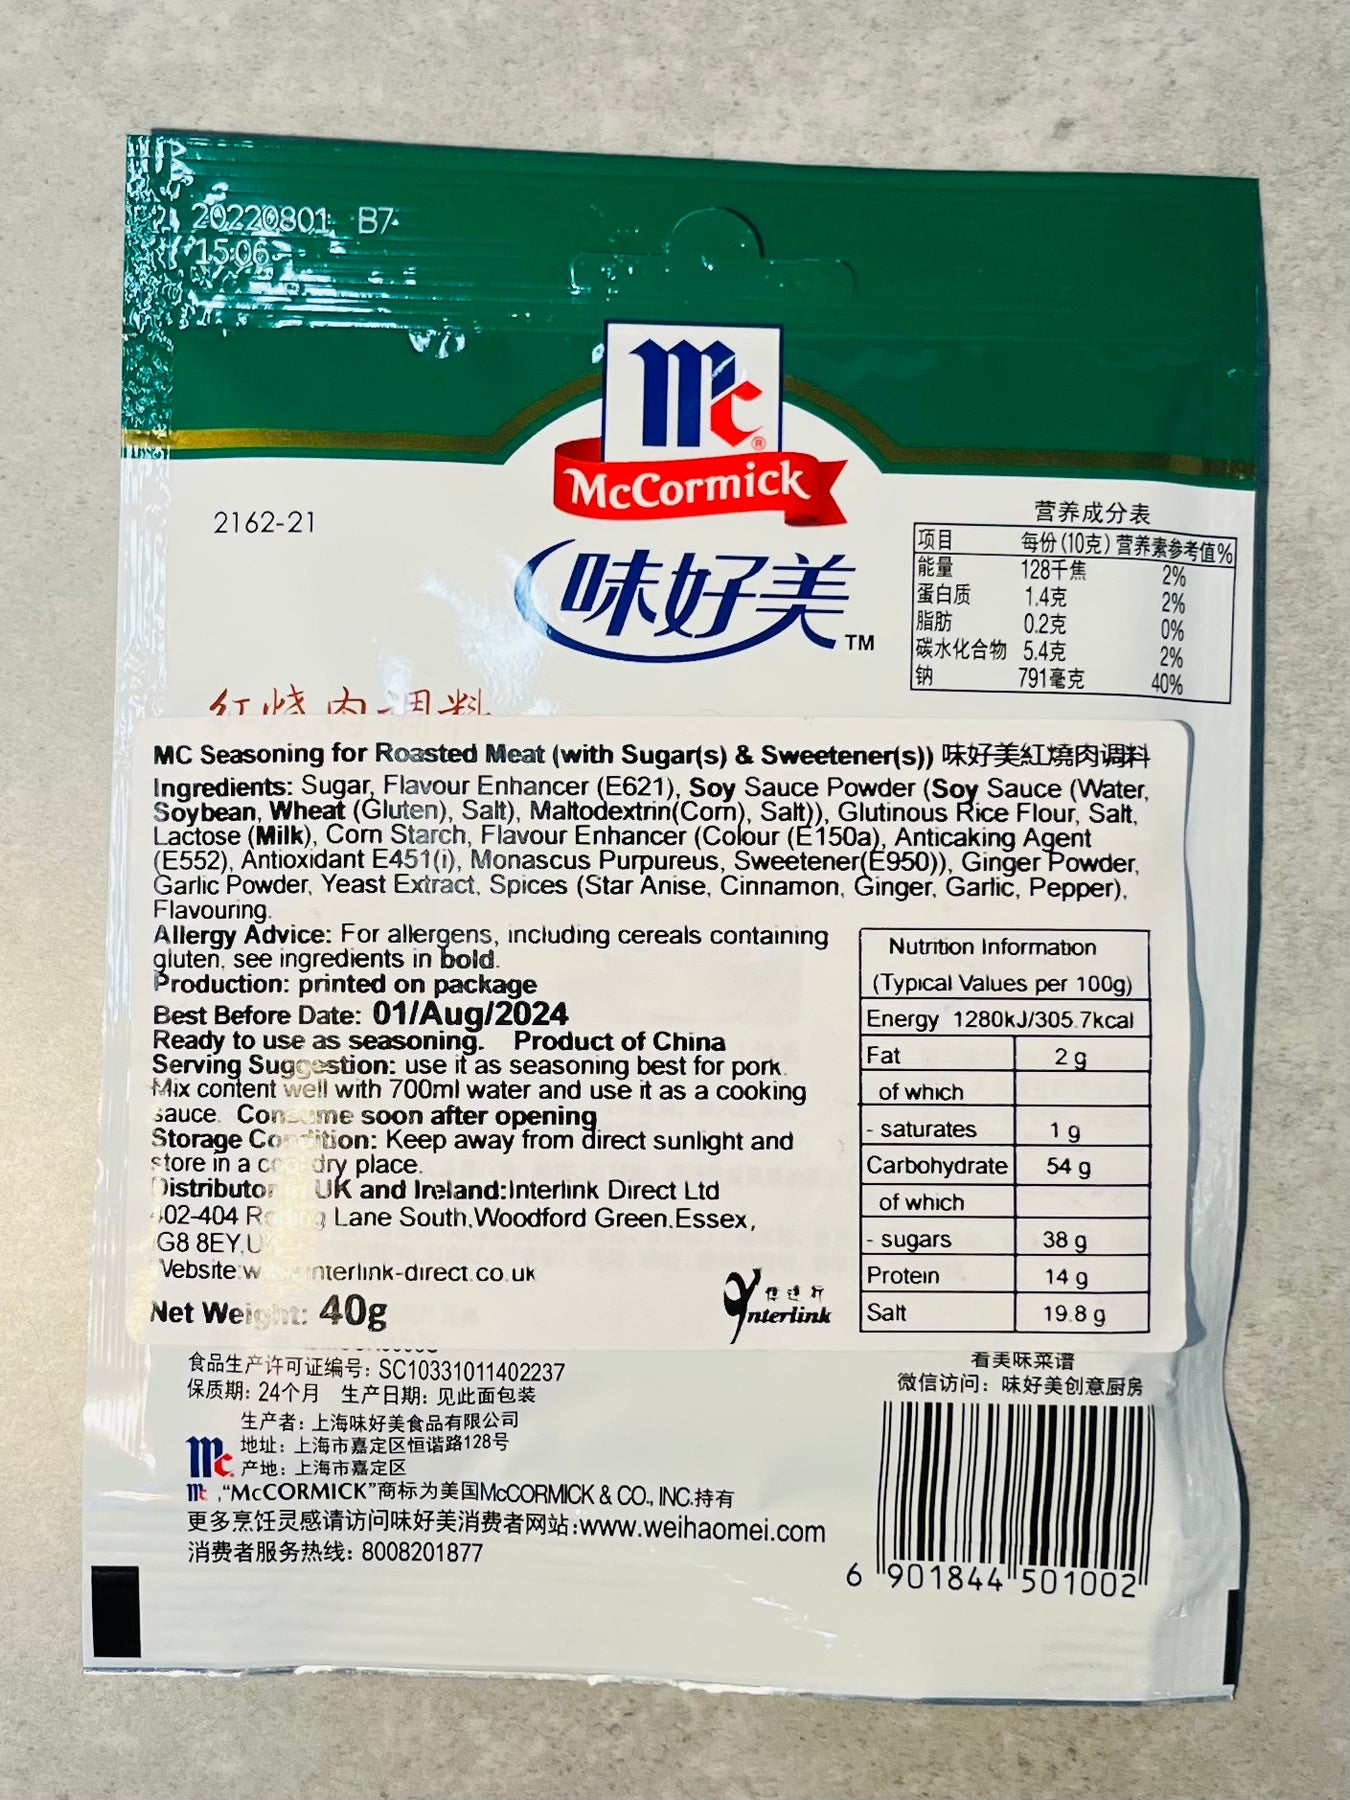 20220801 B7
15:06
Mc
®
McCormick
味好美
TM
2162-21
营养成分表
项目 每份(10克) 营养素参考值%
能量 128千焦 2%
蛋白质 1.4克 2%
脂肪 0.2克 0%
碳水化合物 5.4克 2%
钠 791毫克 40%
红烧肉调料
MC Seasoning for Roasted Meat (with Sugar(s) & Sweetener(s)) 味好美紅燒肉调料
Ingredients: Sugar, Flavour Enhancer (E621), Soy Sauce Powder (Soy Sauce (Water,
Soybean, Wheat (Gluten), Salt), Maltodextrin(Corn), Salt)), Glutinous Rice Flour, Salt,
Lactose (Milk), Corn Starch, Flavour Enhancer (Colour (E150a), Anticaking Agent
(E552), Antioxidant E451(i), Monascus Purpureus, Sweetener(E950)), Ginger Powder,
Garlic Powder, Yeast Extract, Spices (Star Anise, Cinnamon, Ginger, Garlic, Pepper),
Flavouring.
Allergy Advice: For allergens, including cereals containing
gluten, see ingredients in bold.
Production: printed on package
Best Before Date: 01/Aug/2024
Ready to use as seasoning. Product of China
Serving Suggestion: use it as seasoning best for pork.
Mix content well with 700ml water and use it as a cooking
sauce. Consume soon after opening
Storage Condition: Keep away from direct sunlight and
store in a cool dry place.
Distributor in UK and Ireland:Interlink Direct Ltd
402-404 Lane South,Woodford Green,Essex,
G8 8EY,U
Website:w nterlink-direct.co.uk
Net Weight: 40g
Interlink
Nutrition Information
(Typical Values per 100g)
Energy 1280kJ/305.7kcal
Fat 2 g
of which
- saturates 1 g
Carbohydrate 54 g
of which
- sugars 38 g
Protein 14 g
Salt 19.8 g
食品生产许可证编号: SC10331011402237
保质期: 24个月 生产日期: 见此面包装
生产者: 上海味好美食品有限公司
地址: 上海市嘉定区恒谐路128号
Mc 产地: 上海市嘉定区
Mc ,"McCORMICK"商标为美国McCORMICK & CO., INC.持有
更多烹饪灵感请访问味好美消费者网站:www.weihaomei.com
消费者服务热线: 8008201877
看美味菜谱
微信访问: 味好美创意厨房
6 901844 501002